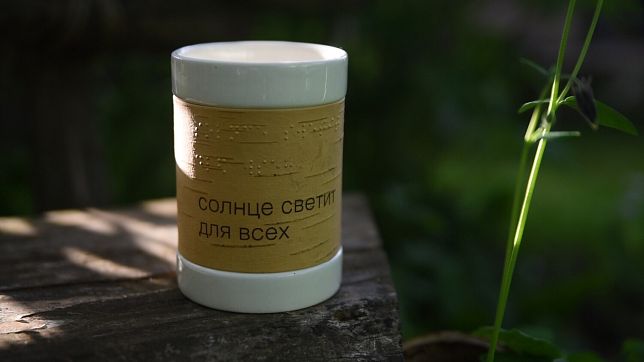 солнце светит
для всех